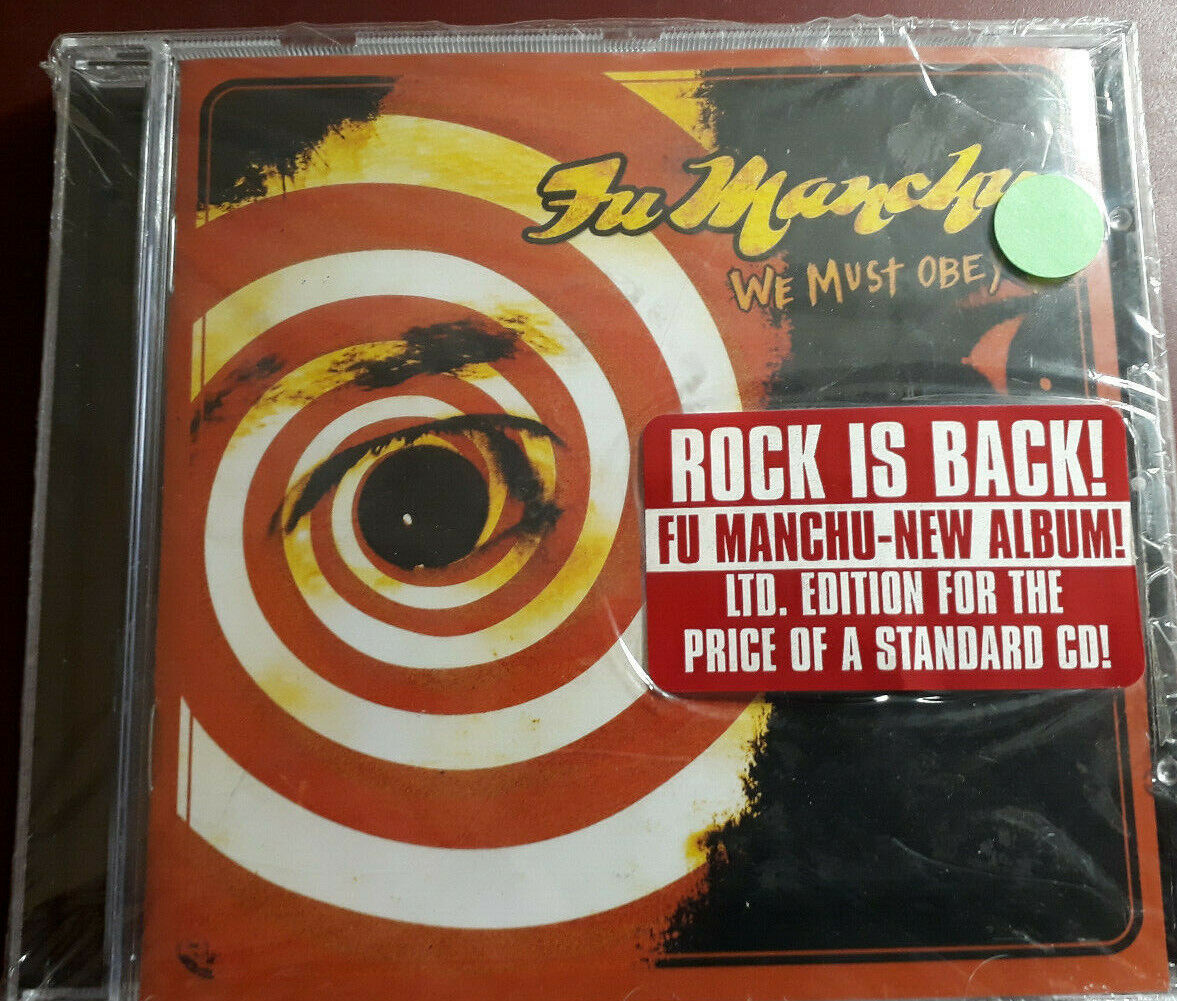 Fu Manchu
WE MUST OBEY
ROCK IS BACK!
FU MANCHU-NEW ALBUM!
LTD. EDITION FOR THE
PRICE OF A STANDARD CD!